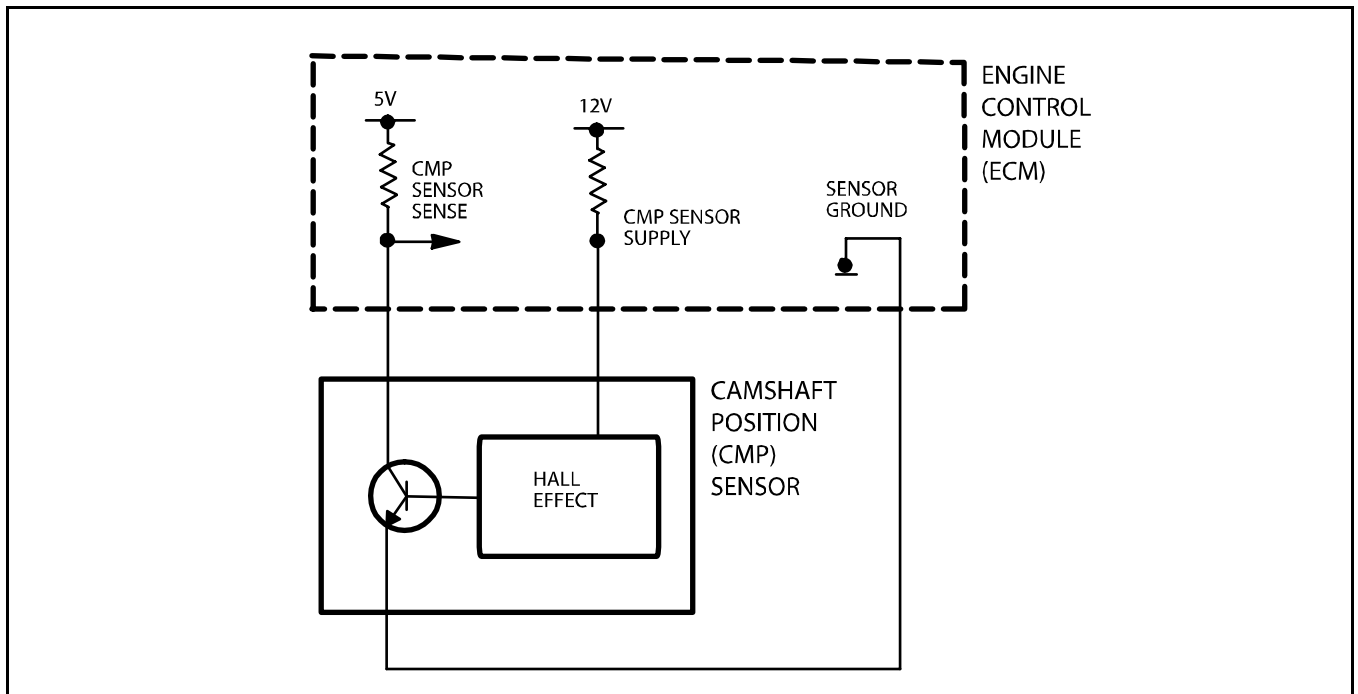 5V
CMP
SENSOR
SENSE
12V
CMP SENSOR
SUPPLY
SENSOR
GROUND
ENGINE
CONTROL
MODULE
(ECM)
HALL
EFFECT
CAMSHAFT
POSITION
(CMP)
SENSOR